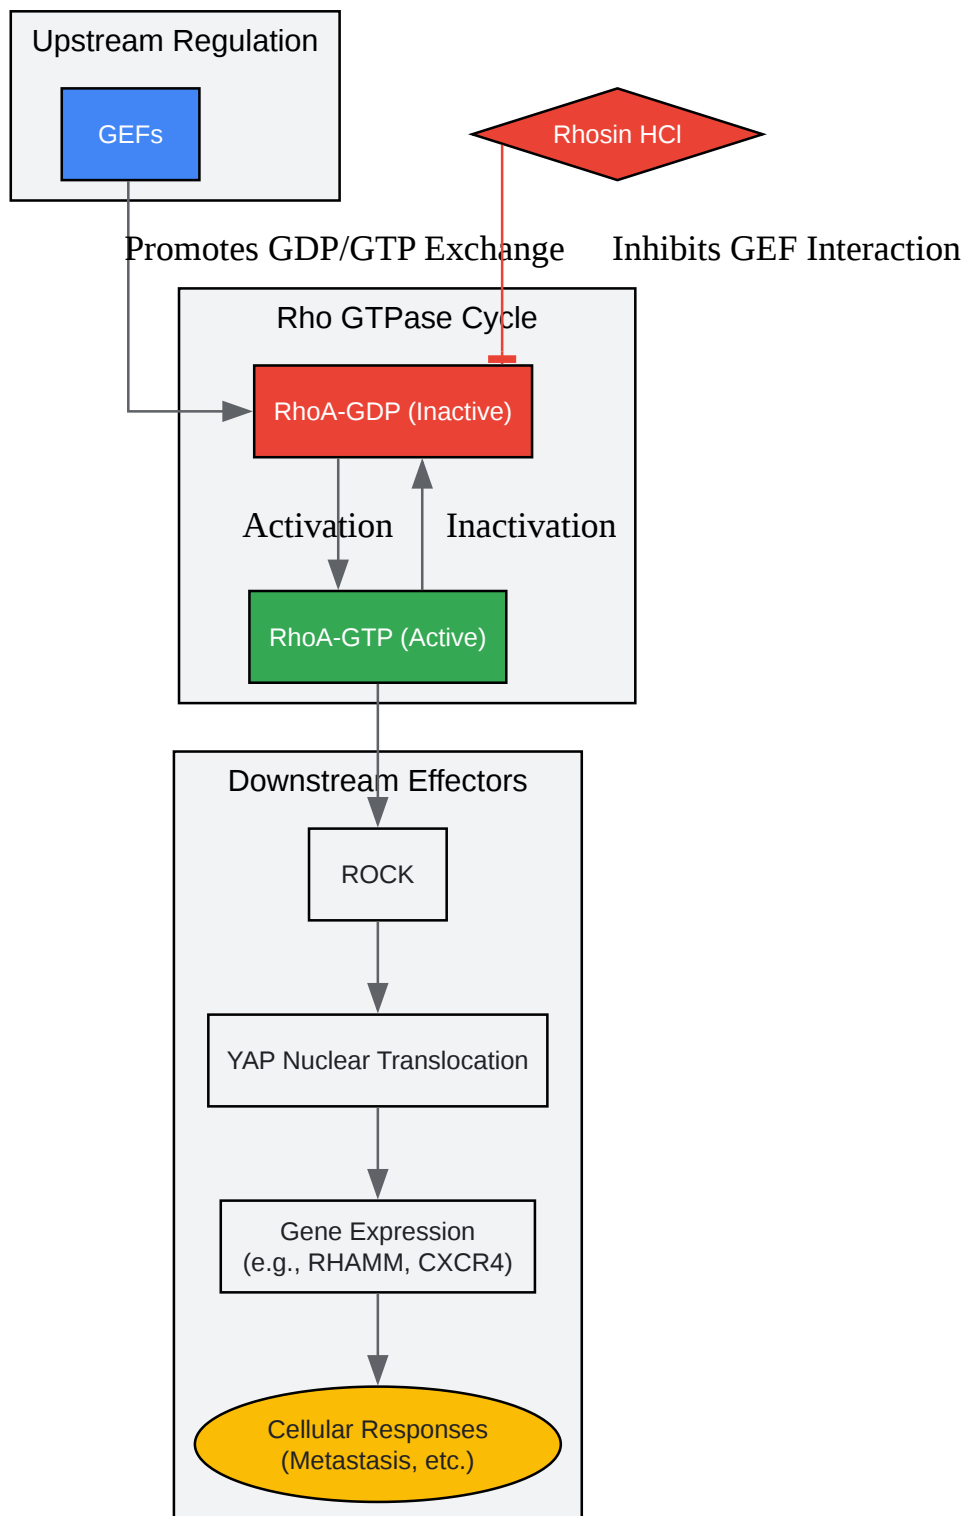 Upstream Regulation
GEFs
Rhosin HCl
Promotes GDP/GTP Exchange
Inhibits GEF Interaction
Rho GTPase Cycle
RhoA-GDP (Inactive)
Activation
Inactivation
RhoA-GTP (Active)
Downstream Effectors
ROCK
YAP Nuclear Translocation
Gene Expression
(e.g., RHAMM, CXCR4)
Cellular Responses
(Metastasis, etc.)